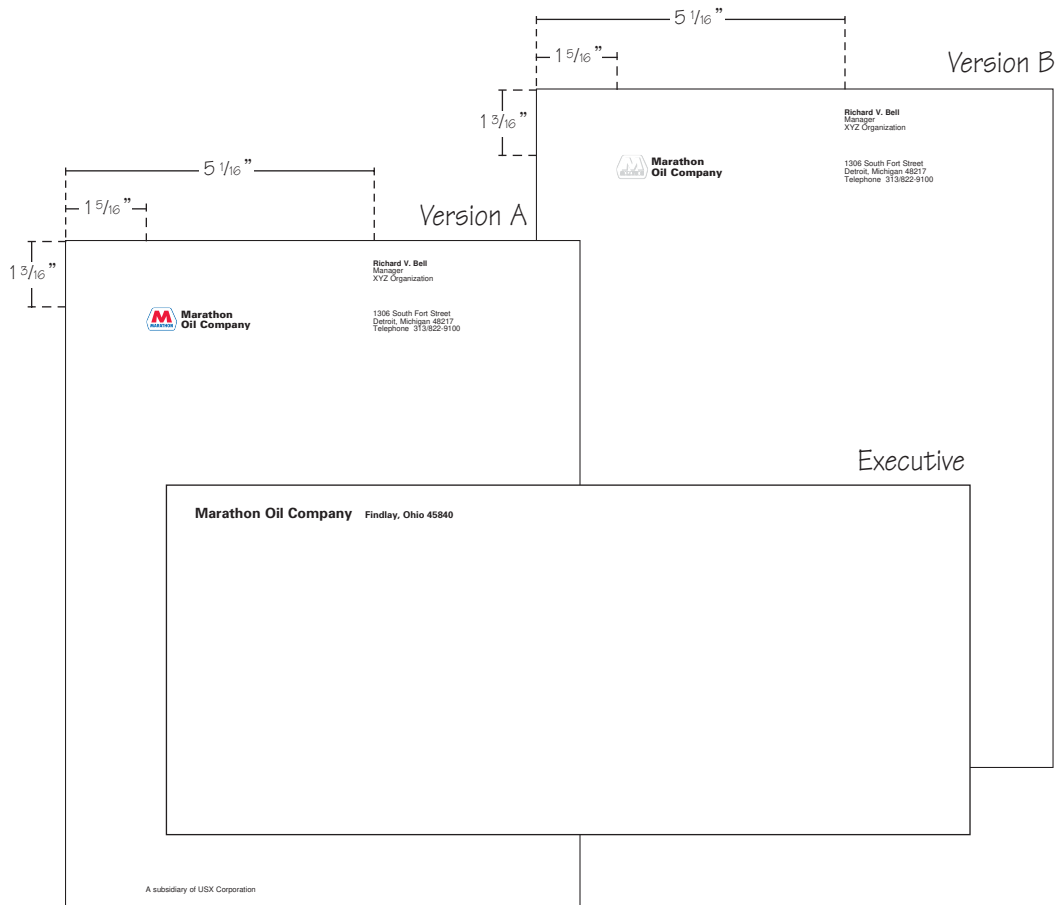 5 1/16”
1 5/16”
Version B
1 3/16”
Richard V. Bell
Manager
XYZ Organization
Marathon
Oil Company
1306 South Fort Street
Detroit, Michigan 48217
Telephone 313/822-9100
5 1/16”
1 5/16”
Version A
1 3/16”
Richard V. Bell
Manager
XYZ Organization
M
MARATHON
Marathon
Oil Company
1306 South Fort Street
Detroit, Michigan 48217
Telephone 313/822-9100
Executive
Marathon Oil Company Findlay, Ohio 45840
A subsidiary of USX Corporation